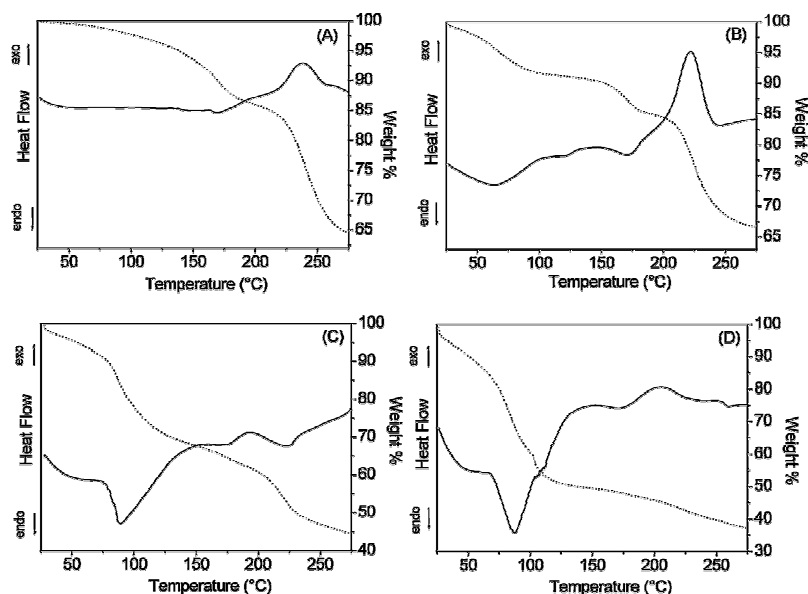 (A)
exo
Heat Flow
endo
100
95
90
85
80
75
70
65
Weight %
50 100 150 200 250
Temperature (°C)
(B)
exo
Heat Flow
endo
100
95
90
85
80
75
70
65
Weight %
50 100 150 200 250
Temperature (°C)
(C)
exo
Heat Flow
endo
100
90
80
70
60
50
40
Weight %
50 100 150 200 250
Temperature (°C)
(D)
exo
Heat Flow
endo
100
90
80
70
60
50
40
30
Weight %
50 100 150 200 250
Temperature (°C)